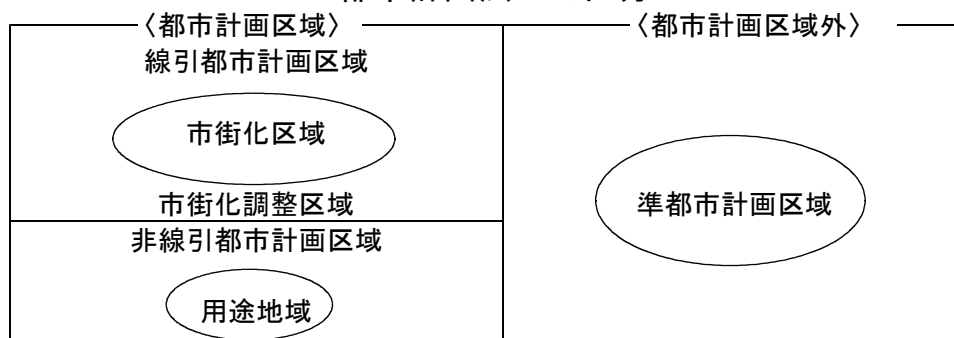 〈都市計画区域〉
線引都市計画区域
市街化区域
市街化調整区域
非線引都市計画区域
用途地域
〈都市計画区域外〉
準都市計画区域